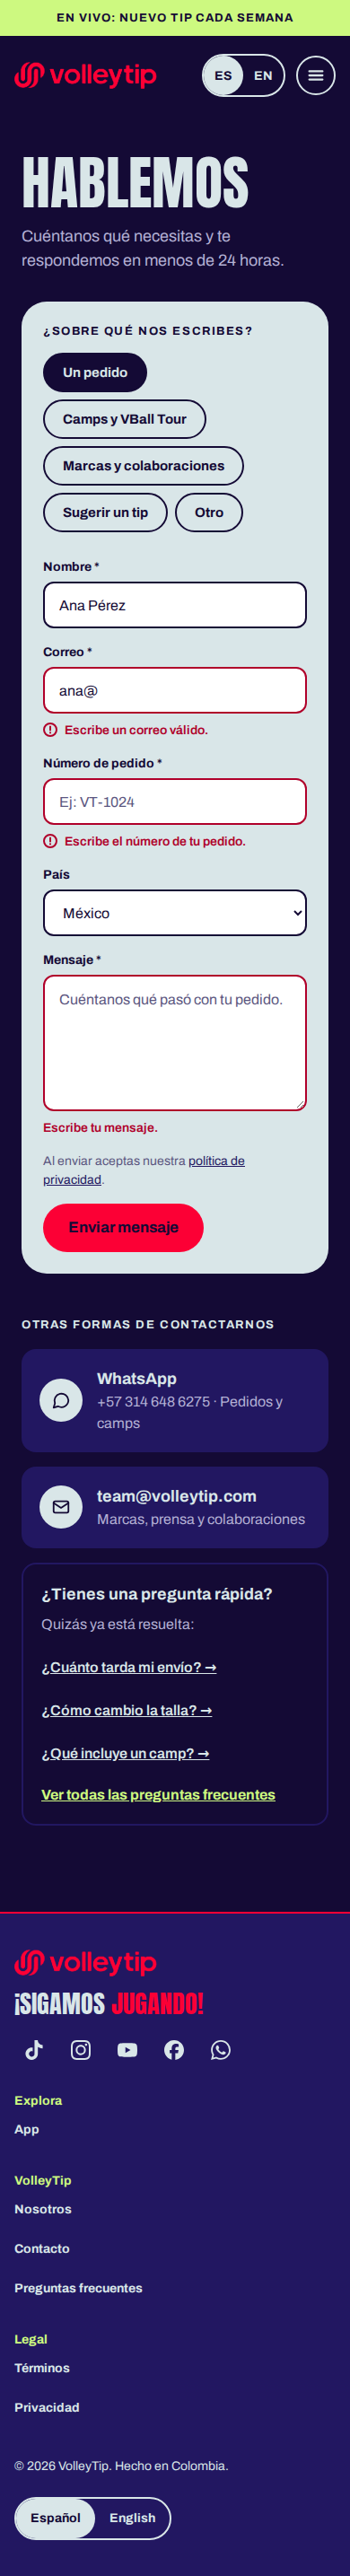 EN VIVO: NUEVO TIP CADA SEMANA
volleytip
ES EN
HABLEMOS
Cuéntanos qué necesitas y te
respondemos en menos de 24 horas.
¿SOBRE QUÉ NOS ESCRIBES?
Un pedido
Camps y VBall Tour
Marcas y colaboraciones
Sugerir un tip Otro
Nombre *
Ana Pérez
Correo *
ana@
Escribe un correo válido.
Número de pedido *
Ej: VT-1024
Escribe el número de tu pedido.
País
México
Mensaje *
Cuéntanos qué pasó con tu pedido.
Escribe tu mensaje.
Al enviar aceptas nuestra política de
privacidad.
Enviar mensaje
OTRAS FORMAS DE CONTACTARNOS
WhatsApp
+57 314 648 6275 · Pedidos y
camps
team@volleytip.com
Marcas, prensa y colaboraciones
¿Tienes una pregunta rápida?
Quizás ya está resuelta:
¿Cuánto tarda mi envío? →
¿Cómo cambio la talla? →
¿Qué incluye un camp? →
Ver todas las preguntas frecuentes
volleytip
¡SIGAMOS JUGANDO!
Explora
App
VolleyTip
Nosotros
Contacto
Preguntas frecuentes
Legal
Términos
Privacidad
© 2026 VolleyTip. Hecho en Colombia.
Español English